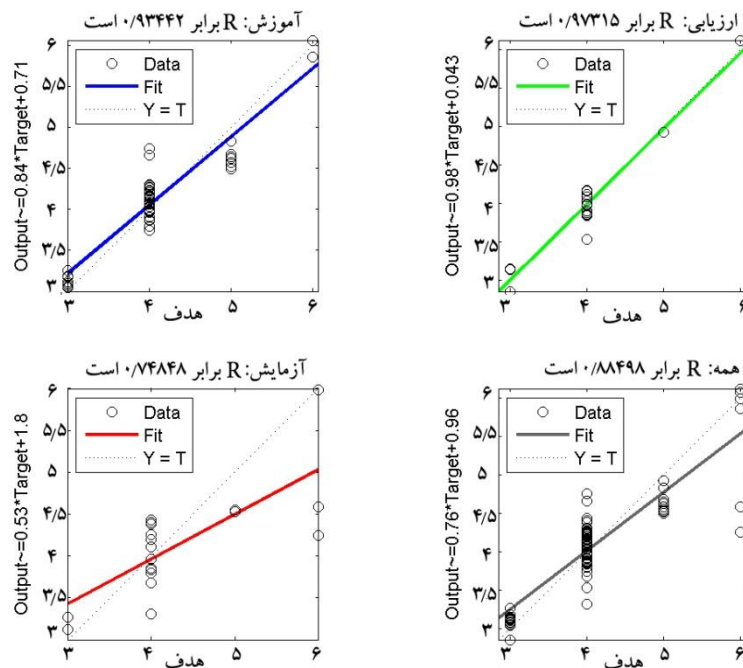 آموزش: R برابر ۰/۹۳۴۴۲ است
Output~=0.84*Target+0.71
۶
۵/۵
۵
۴/۵
۴
۳/۵
۳
Data
Fit
Y = T
۳ ۴ ۵ ۶
هدف
ارزیابی: R برابر ۰/۹۷۳۱۵ است
Output~=0.98*Target+0.043
۶
۵/۵
۵
۴/۵
۴
۳/۵
۳
Data
Fit
Y = T
۳ ۴ ۵ ۶
هدف
آزمایش: R برابر ۰/۷۴۸۴۸ است
Output~=0.53*Target+1.8
۶
۵/۵
۵
۴/۵
۴
۳/۵
۳
Data
Fit
Y = T
۳ ۴ ۵ ۶
هدف
همه: R برابر ۰/۸۸۴۹۸ است
Output~=0.76*Target+0.96
۶
۵/۵
۵
۴/۵
۴
۳/۵
۳
Data
Fit
Y = T
۳ ۴ ۵ ۶
هدف